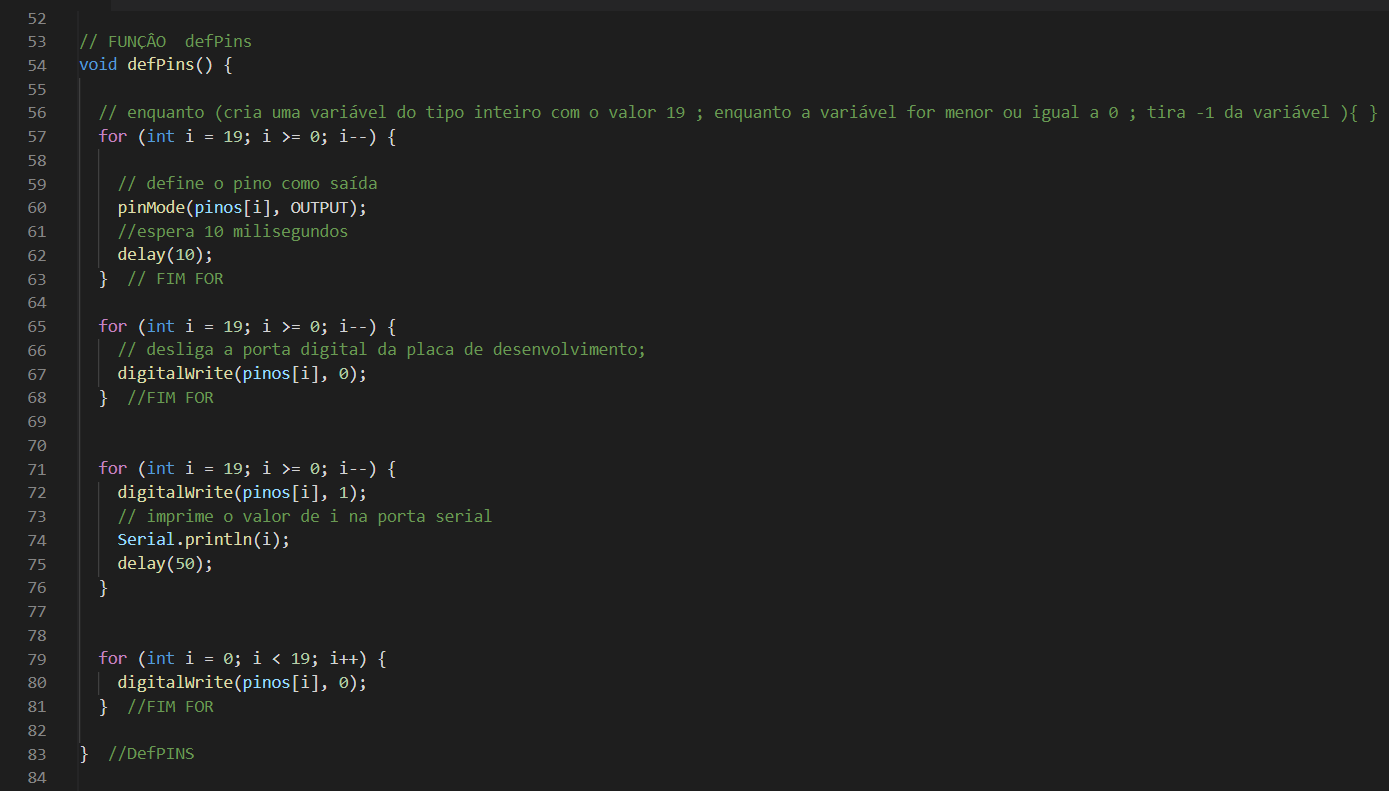 52
53 // FUNÇÂO  defPins
54 void defPins() {
55
56   // enquanto (cria uma variável do tipo inteiro com o valor 19 ; enquanto a variável for menor ou igual a 0 ; tira -1 da variável ){ }
57   for (int i = 19; i >= 0; i--) {
58
59     // define o pino como saída
60     pinMode(pinos[i], OUTPUT);
61     //espera 10 milisegundos
62     delay(10);
63   }  // FIM FOR
64
65   for (int i = 19; i >= 0; i--) {
66     // desliga a porta digital da placa de desenvolvimento;
67     digitalWrite(pinos[i], 0);
68   }  //FIM FOR
69
70
71   for (int i = 19; i >= 0; i--) {
72     digitalWrite(pinos[i], 1);
73     // imprime o valor de i na porta serial
74     Serial.println(i);
75     delay(50);
76   }
77
78
79   for (int i = 0; i < 19; i++) {
80     digitalWrite(pinos[i], 0);
81   }  //FIM FOR
82
83 }  //DefPINS
84